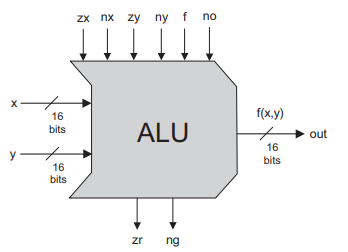 zx nx zy ny f no
x
16
bits
ALU
f(x,y)
out
16
bits
y
16
bits
zr ng